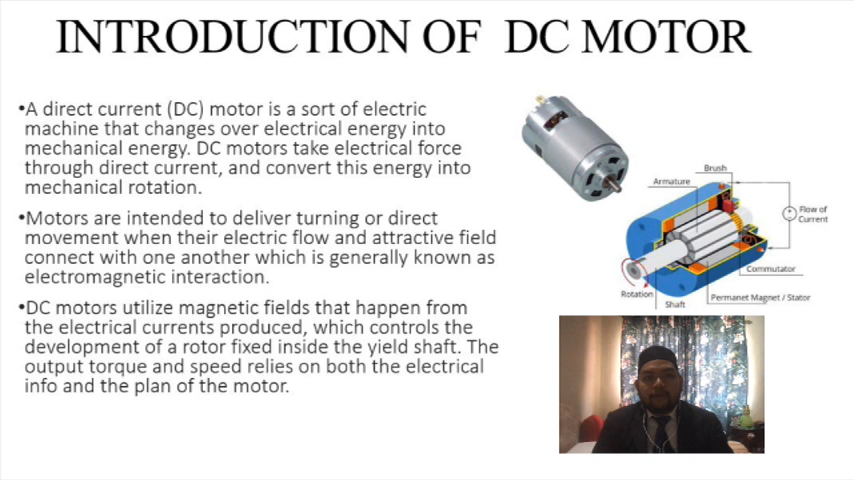 INTRODUCTION OF DC MOTOR
•A direct current (DC) motor is a sort of electric
machine that changes over electrical energy into
mechanical energy. DC motors take electrical force
through direct current, and convert this energy into
mechanical rotation.
•Motors are intended to deliver turning or direct
movement when their electric flow and attractive field
connect with one another which is generally known as
electromagnetic interaction.
•DC motors utilize magnetic fields that happen from
the electrical currents produced, which controls the
development of a rotor fixed inside the yield shaft. The
output torque and speed relies on both the electrical
info and the plan of the motor.
Brush
Armature
Flow of
Current
Commutator
Rotation
Permanet Magnet / Stator
Shaft